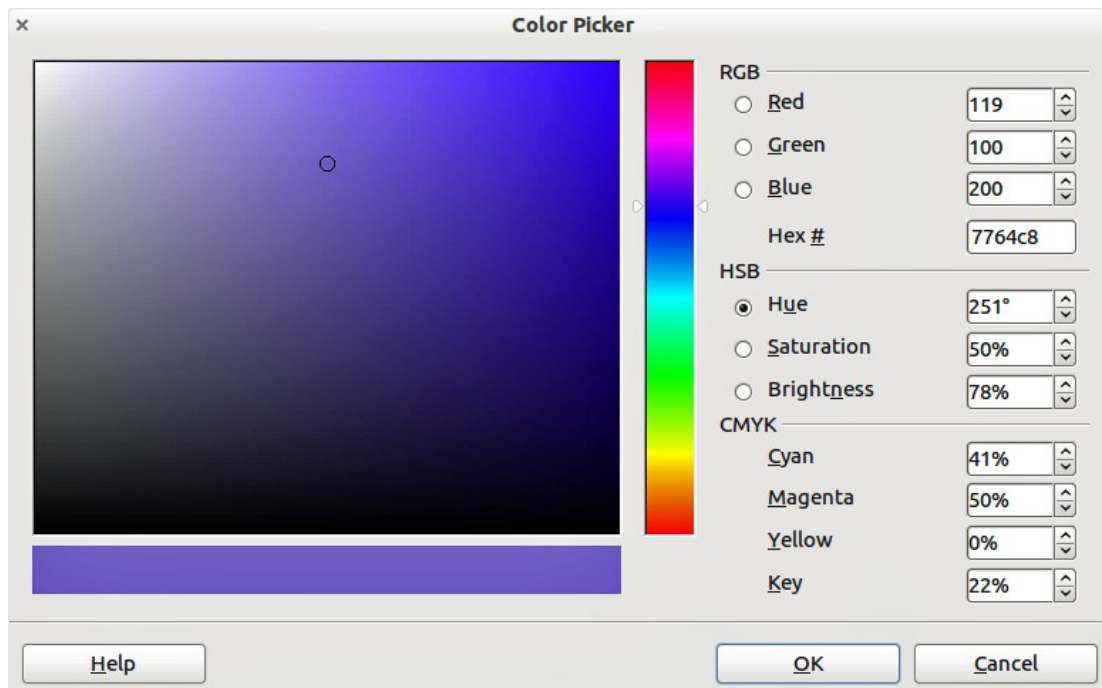 Color Picker
RGB
Red 119
Green 100
Blue 200
Hex # 7764c8
HSB
Hue 251°
Saturation 50%
Brightness 78%
CMYK
Cyan 41%
Magenta 50%
Yellow 0%
Key 22%
Help OK Cancel